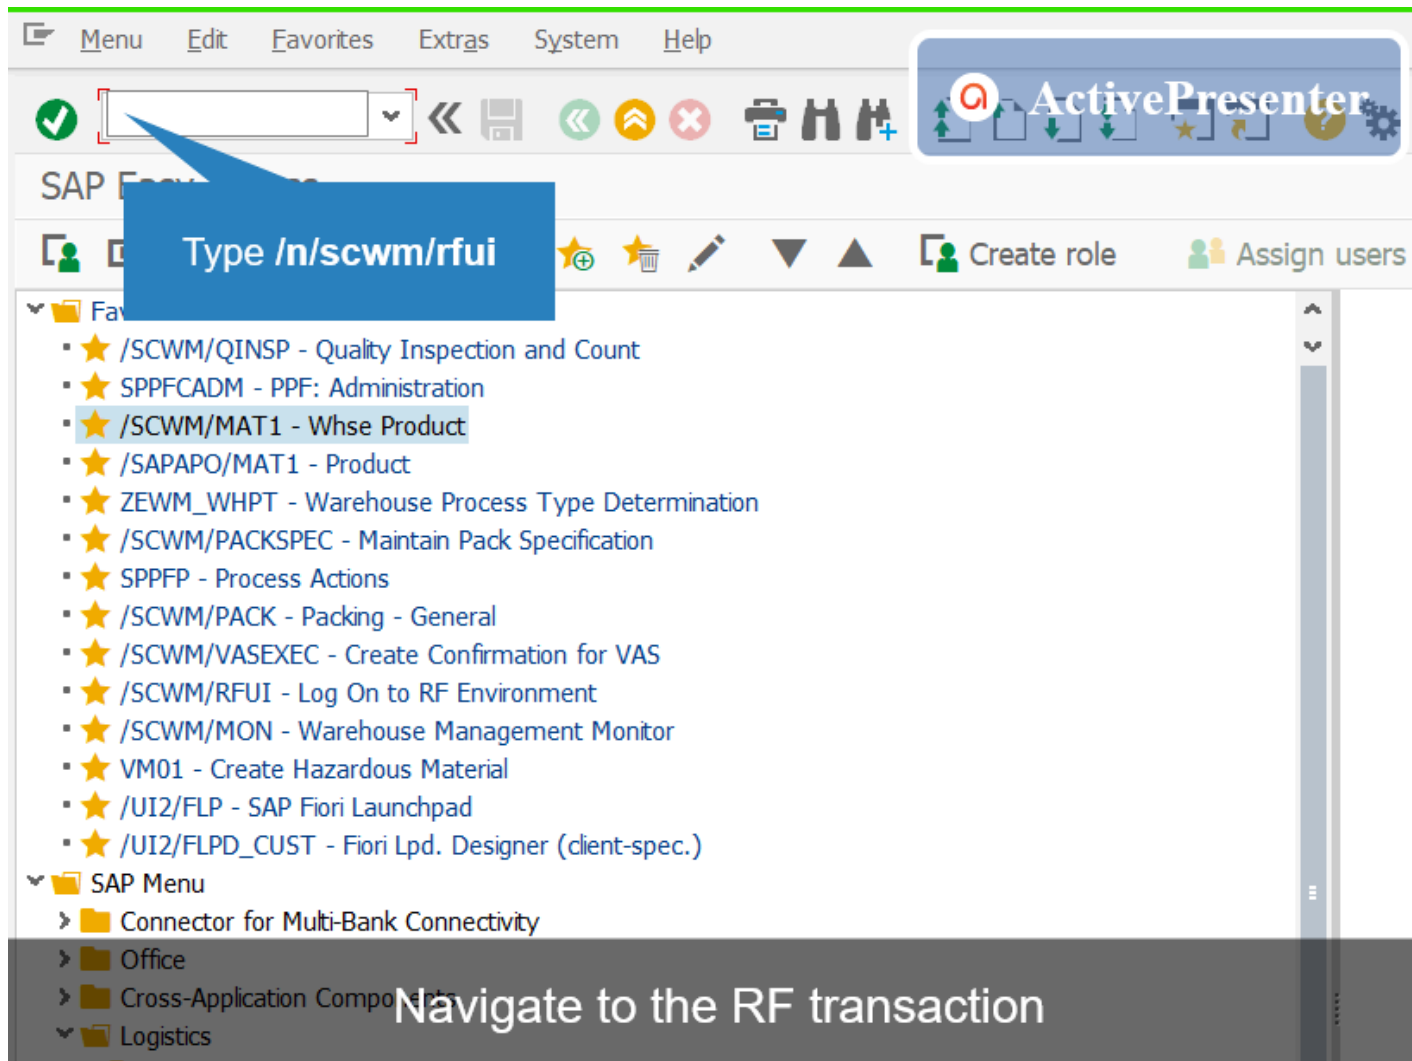 Menu Edit Favorites Extras System Help
ActivePresenter
SAP Easy
Type /n/scwm/rfui
Create role Assign users
Fav
/SCWM/QINSP - Quality Inspection and Count
SPPFCADM - PPF: Administration
/SCWM/MAT1 - Whse Product
/SAPAPO/MAT1 - Product
ZEWM_WHPT - Warehouse Process Type Determination
/SCWM/PACKSPEC - Maintain Pack Specification
SPPFP - Process Actions
/SCWM/PACK - Packing - General
/SCWM/VASEXEC - Create Confirmation for VAS
/SCWM/RFUI - Log On to RF Environment
/SCWM/MON - Warehouse Management Monitor
VM01 - Create Hazardous Material
/UI2/FLP - SAP Fiori Launchpad
/UI2/FLPD_CUST - Fiori Lpd. Designer (client-spec.)
SAP Menu
Connector for Multi-Bank Connectivity
Office
Cross-Application Components
Navigate to the RF transaction
Logistics